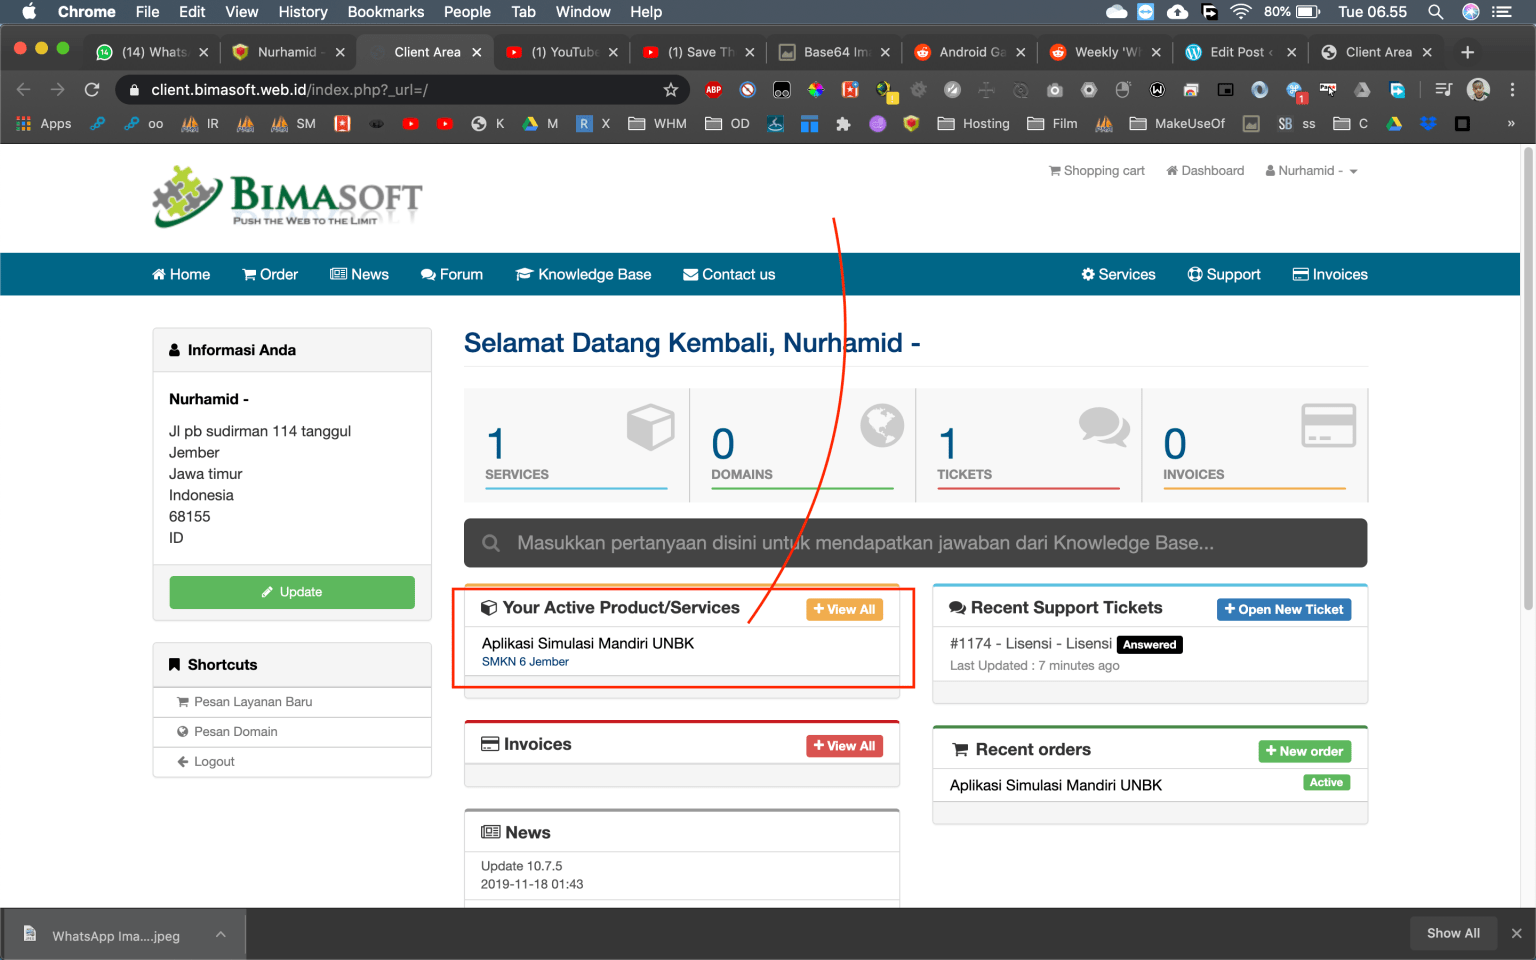 Chrome File Edit View History Bookmarks People Tab Window Help 80% Tue 06.55
(14) Whats Nurhamid - Client Area (1) YouTube (1) Save Th Base64 Ima Android Ga Weekly 'Wh Edit Post ‹ Client Area
client.bimasoft.web.id/index.php?_url=/
Apps oo IR SM K M R X WHM OD Hosting Film MakeUseOf SB ss C »
BIMASOFT
PUSH THE WEB TO THE LIMIT
Shopping cart Dashboard Nurhamid -
Home Order News Forum Knowledge Base Contact us Services Support Invoices
Informasi Anda
Nurhamid -
Jl pb sudirman 114 tanggul
Jember
Jawa timur
Indonesia
68155
ID
Update
Shortcuts
Pesan Layanan Baru
Pesan Domain
Logout
Selamat Datang Kembali, Nurhamid -
1
SERVICES
0
DOMAINS
1
TICKETS
0
INVOICES
Masukkan pertanyaan disini untuk mendapatkan jawaban dari Knowledge Base...
Your Active Product/Services + View All
Aplikasi Simulasi Mandiri UNBK
SMKN 6 Jember
Invoices + View All
News
Update 10.7.5
2019-11-18 01:43
Recent Support Tickets + Open New Ticket
#1174 - Lisensi - Lisensi Answered
Last Updated : 7 minutes ago
Recent orders + New order
Aplikasi Simulasi Mandiri UNBK Active
WhatsApp Ima....jpeg Show All